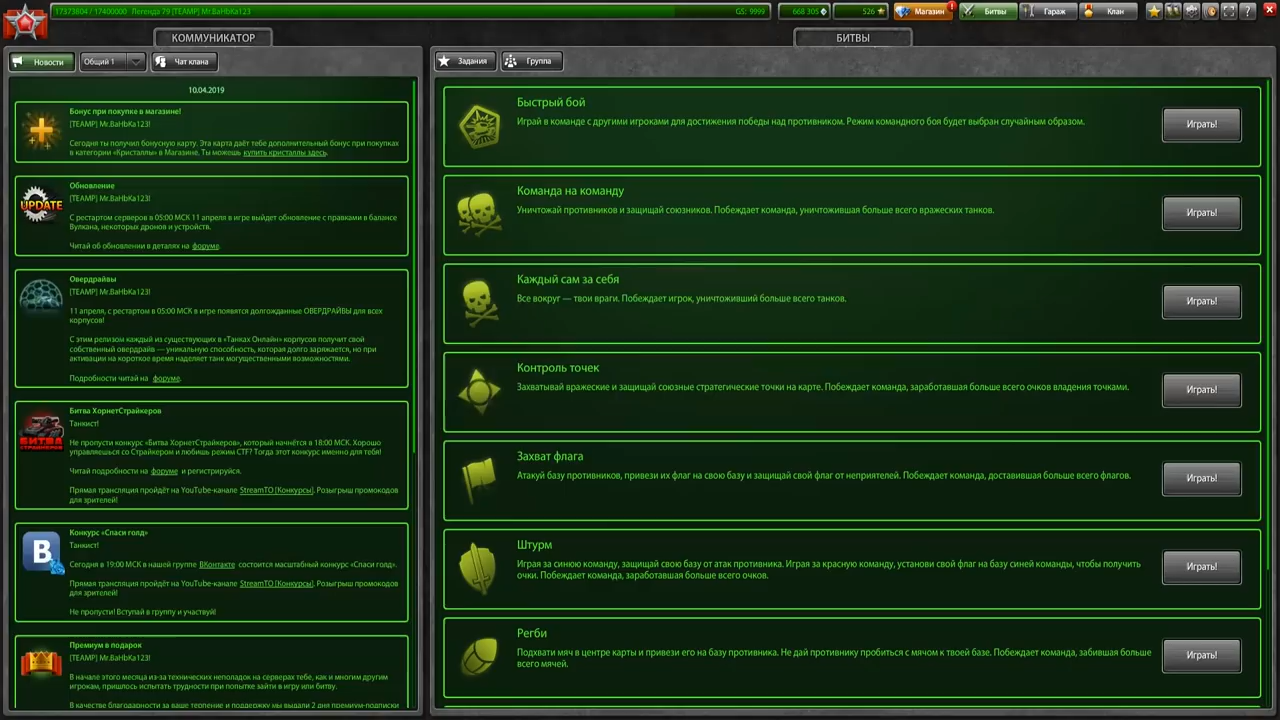 17373604 / 17400000 Легенда 79 [TEAMP] Mr.BaHbKa123
GS: 9999
668 305
526
Магазин
Битвы
Гараж
Клан
КОММУНИКАТОР
БИТВЫ
Новости
Общий 1
Чат клана
10.04.2019
Бонус при покупке в магазине!
[TEAMP] Mr.BaHbKa123!
Сегодня ты получил бонусную карту. Эта карта даёт тебе дополнительный бонус при покупках
в категории «Кристаллы» в Магазине. Ты можешь купить кристаллы здесь.
UPDATE
Обновление
[TEAMP] Mr.BaHbKa123!
С рестартом серверов в 05:00 МСК 11 апреля в игре выйдет обновление с правками в балансе
Вулкана, некоторых дронов и устройств.
Читай об обновлении в деталях на форуме.
Овердрайвы
[TEAMP] Mr.BaHbKa123!
11 апреля, с рестартом в 05:00 МСК в игре появятся долгожданные ОВЕРДРАЙВЫ для всех
корпусов!
С этим релизом каждый из существующих в «Танках Онлайн» корпусов получит свой
собственный овердрайв — уникальную способность, которая долго заряжается, но при
активации на короткое время наделяет танк могущественными возможностями.
Подробности читай на форуме.
БИТВА
СТРАЙКЕРОВ
Битва ХорнетСтрайкеров
Танкист!
Не пропусти конкурс «Битва ХорнетСтрайкеров», который начнётся в 18:00 МСК. Хорошо
управляешься со Страйкером и любишь режим CTF? Тогда этот конкурс именно для тебя!
Читай подробности на форуме и регистрируйся.
Прямая трансляция пройдёт на YouTube-канале StreamTO [Конкурсы]. Розыгрыш промокодов
для зрителей!
B
Конкурс «Спаси голд»
Танкист!
Сегодня в 19:00 МСК в нашей группе ВКонтакте состоится масштабный конкурс «Спаси голд».
Прямая трансляция пройдёт на YouTube-канале StreamTO [Конкурсы]. Розыгрыш промокодов
для зрителей!
Не пропусти! Вступай в группу и участвуй!
Премиум в подарок
[TEAMP] Mr.BaHbKa123!
В начале этого месяца из-за технических неполадок на серверах тебе, как и многим другим
игрокам, пришлось испытать трудности при попытке зайти в игру или битву.
В качестве благодарности за ваше терпение и поддержку мы выдали 2 дня премиум-подписки
Задания
Группа
Быстрый бой
Играй в команде с другими игроками для достижения победы над противником. Режим командного боя будет выбран случайным образом.
Играть!
Команда на команду
Уничтожай противников и защищай союзников. Побеждает команда, уничтожившая больше всего вражеских танков.
Играть!
Каждый сам за себя
Все вокруг — твои враги. Побеждает игрок, уничтоживший больше всего танков.
Играть!
Контроль точек
Захватывай вражеские и защищай союзные стратегические точки на карте. Побеждает команда, заработавшая больше всего очков владения точками.
Играть!
Захват флага
Атакуй базу противников, привези их флаг на свою базу и защищай свой флаг от неприятелей. Побеждает команда, доставившая больше всего флагов.
Играть!
Штурм
Играя за синюю команду, защищай свою базу от атак противника. Играя за красную команду, установи свой флаг на базу синей команды, чтобы получить
очки. Побеждает команда, заработавшая больше всего очков.
Играть!
Регби
Подхвати мяч в центре карты и привези его на базу противника. Не дай противнику пробиться с мячом к твоей базе. Побеждает команда, забившая больше
всего мячей.
Играть!